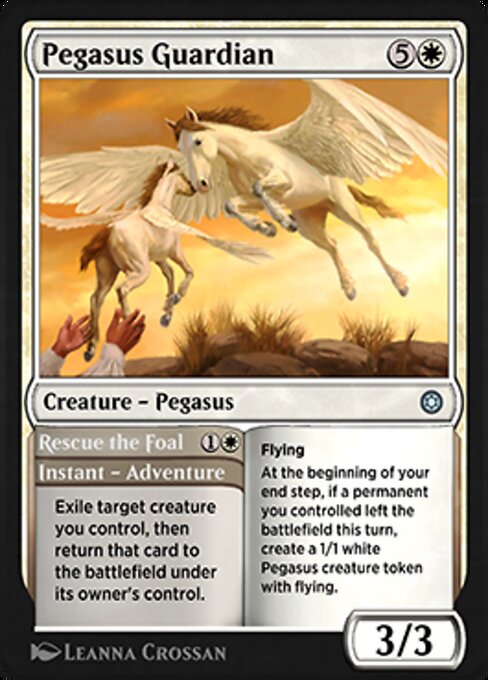 Pegasus Guardian 5
Creature – Pegasus
Rescue the Foal 1
Instant – Adventure
Exile target creature
you control, then
return that card to
the battlefield under
its owner's control.
Flying
At the beginning of your
end step, if a permanent
you controlled left the
battlefield this turn,
create a 1/1 white
Pegasus creature token
with flying.
3/3
Leanna Crossan